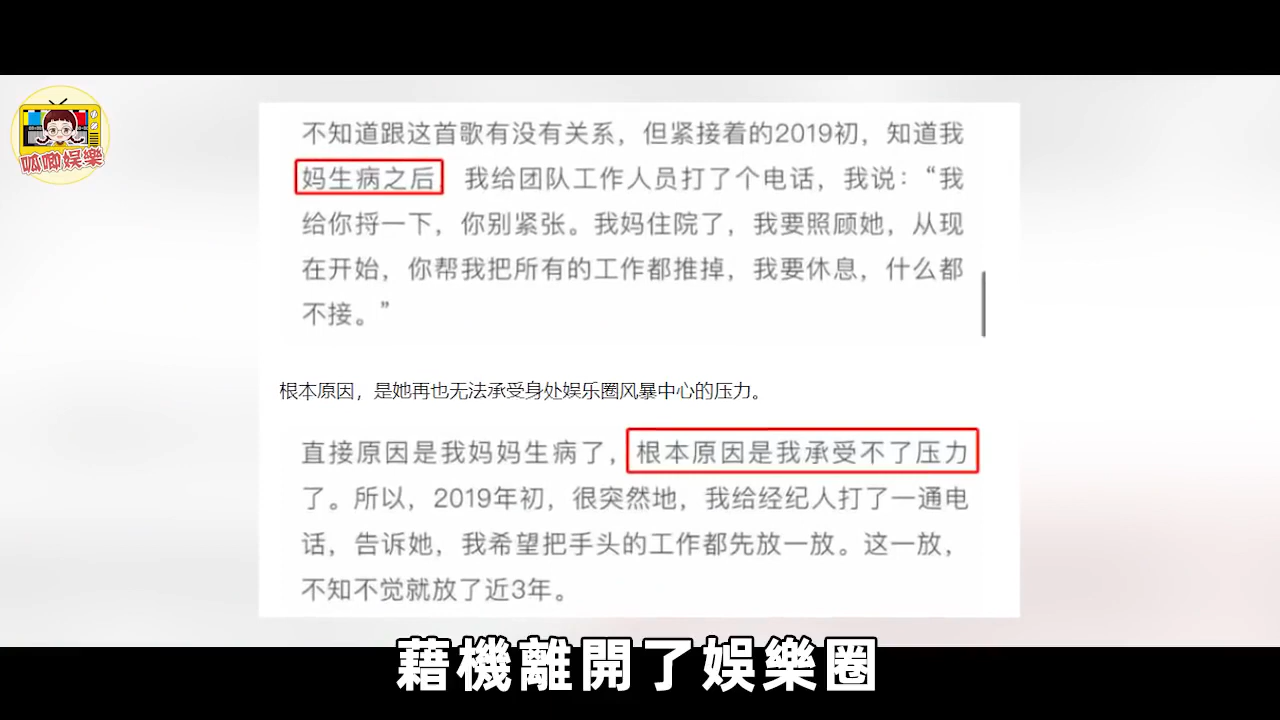 呱唧娱樂
不知道跟这首歌有没有关系，但紧接着的2019初，知道我
妈生病之后 我给团队工作人员打了个电话，我说：“我
给你捋一下，你别紧张。我妈住院了，我要照顾她，从现
在开始，你帮我把所有的工作都推掉，我要休息，什么都
不接。”
根本原因，是她再也无法承受身处娱乐圈风暴中心的压力。
直接原因是我妈妈生病了，根本原因是我承受不了压力
了。所以，2019年初，很突然地，我给经纪人打了一通电
话，告诉她，我希望把手头的工作都先放一放。这一放，
不知不觉就放了近3年。
藉機離開了娛樂圈